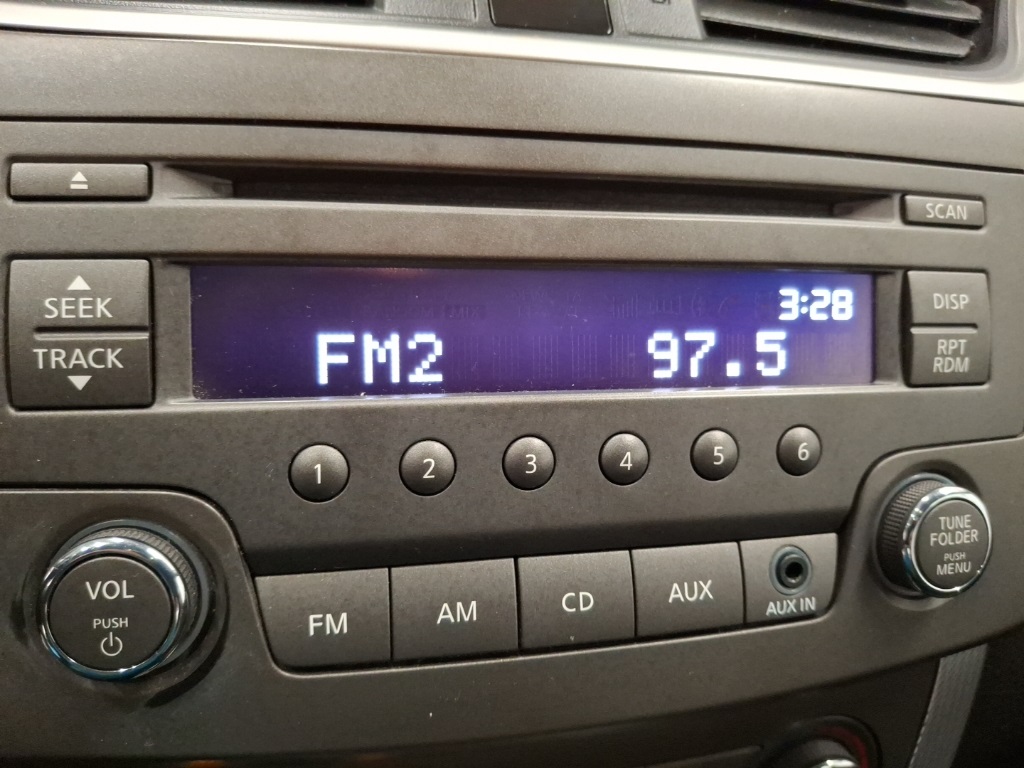 SCAN
SEEK
TRACK
3:28
FM2 97.5
DISP
RPT
RDM
1 2 3 4 5 6
VOL
PUSH
FM AM CD AUX
AUX IN
TUNE
FOLDER
PUSH
MENU